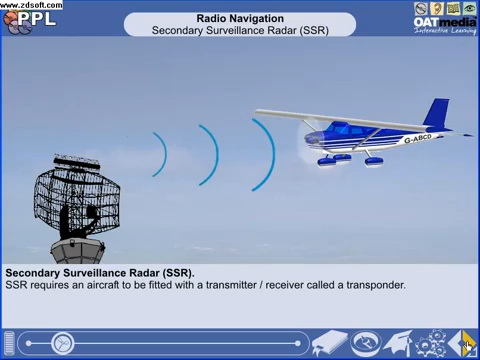 www.zdsoft.com
PPL
Radio Navigation
Secondary Surveillance Radar (SSR)
OATmedia
Interactive Learning
G-ABCD
Secondary Surveillance Radar (SSR).
SSR requires an aircraft to be fitted with a transmitter / receiver called a transponder.